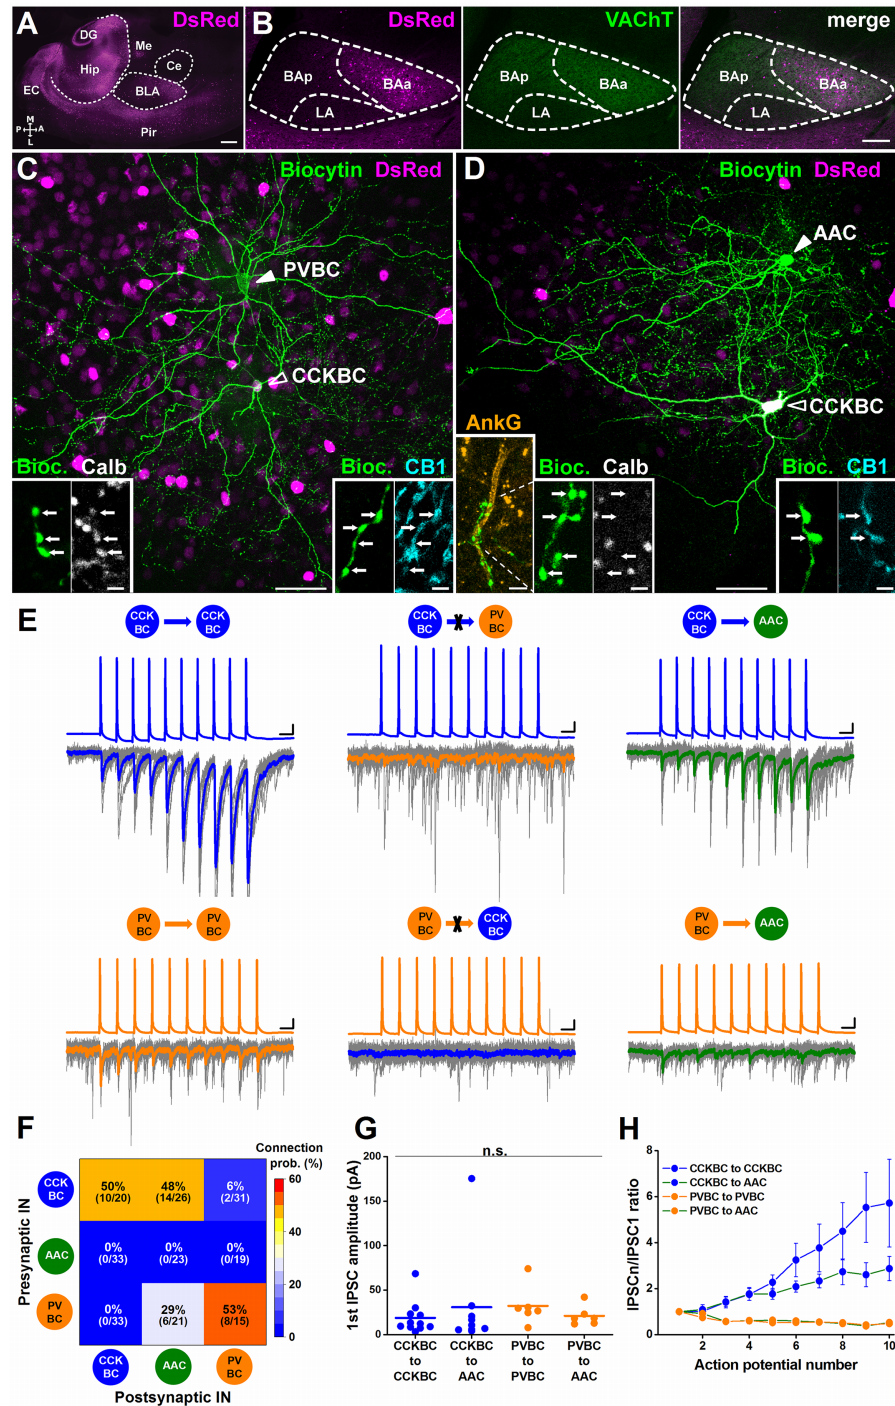 A
DsRed
DG
Me
Hip
Ce
EC
BLA
M
P
A
L
Pir
B
DsRed
BAp
BAa
LA
VAChT
BAp
BAa
LA
merge
BAp
BAa
LA
C
Biocytin DsRed
PVBC
CCKBC
Bioc. Calb
Bioc. CB1
D
Biocytin DsRed
AAC
CCKBC
AnkG
Bioc. Calb
Bioc. CB1
E
CCK BC
CCK BC
CCK BC
PV BC
CCK BC
AAC
PV BC
PV BC
PV BC
CCK BC
PV BC
AAC
F
Connection
prob. (%)
Presynaptic IN
CCK BC
50%
(10/20)
48%
(14/26)
6%
(2/31)
AAC
0%
(0/33)
0%
(0/23)
0%
(0/19)
PV BC
0%
(0/33)
29%
(6/21)
53%
(8/15)
CCK BC
AAC
PV BC
Postsynaptic IN
60
50
40
30
20
10
0
G
n.s.
1st IPSC amplitude (pA)
200
150
100
50
0
CCKBC to CCKBC
CCKBC to AAC
PVBC to PVBC
PVBC to AAC
H
IPSCn/IPSC1 ratio
8
6
4
2
0
CCKBC to CCKBC
CCKBC to AAC
PVBC to PVBC
PVBC to AAC
2
4
6
8
10
Action potential number